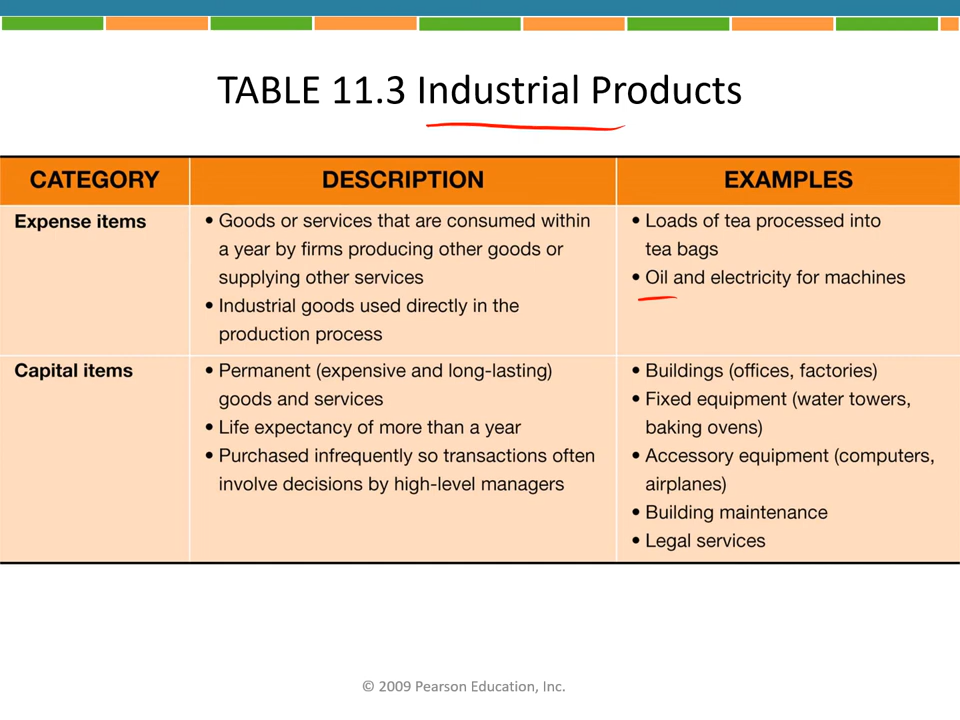 TABLE 11.3 Industrial Products
CATEGORY
DESCRIPTION
EXAMPLES
Expense items
• Goods or services that are consumed within
a year by firms producing other goods or
supplying other services
• Industrial goods used directly in the
production process
• Loads of tea processed into
tea bags
• Oil and electricity for machines
Capital items
• Permanent (expensive and long-lasting)
goods and services
• Life expectancy of more than a year
• Purchased infrequently so transactions often
involve decisions by high-level managers
• Buildings (offices, factories)
• Fixed equipment (water towers,
baking ovens)
• Accessory equipment (computers,
airplanes)
• Building maintenance
• Legal services
© 2009 Pearson Education, Inc.